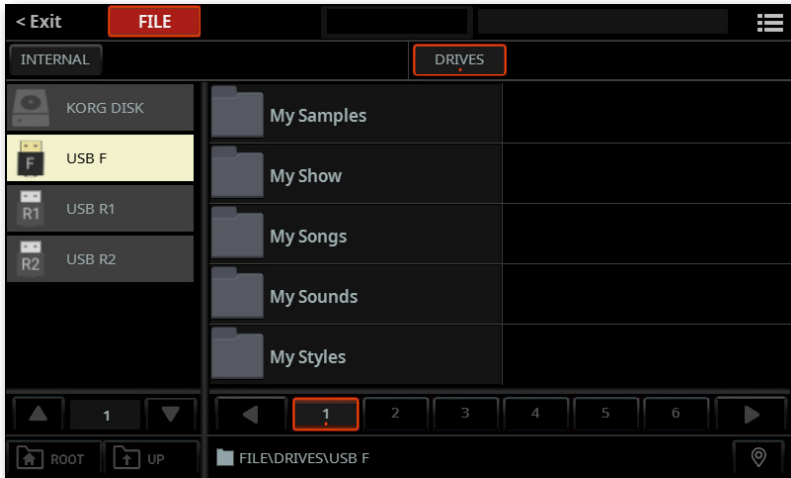 < Exit FILE
INTERNAL DRIVES
KORG DISK
F USB F
R1 USB R1
R2 USB R2
My Samples
My Show
My Songs
My Sounds
My Styles
1
1 2 3 4 5 6
ROOT UP
FILE\DRIVES\USB F